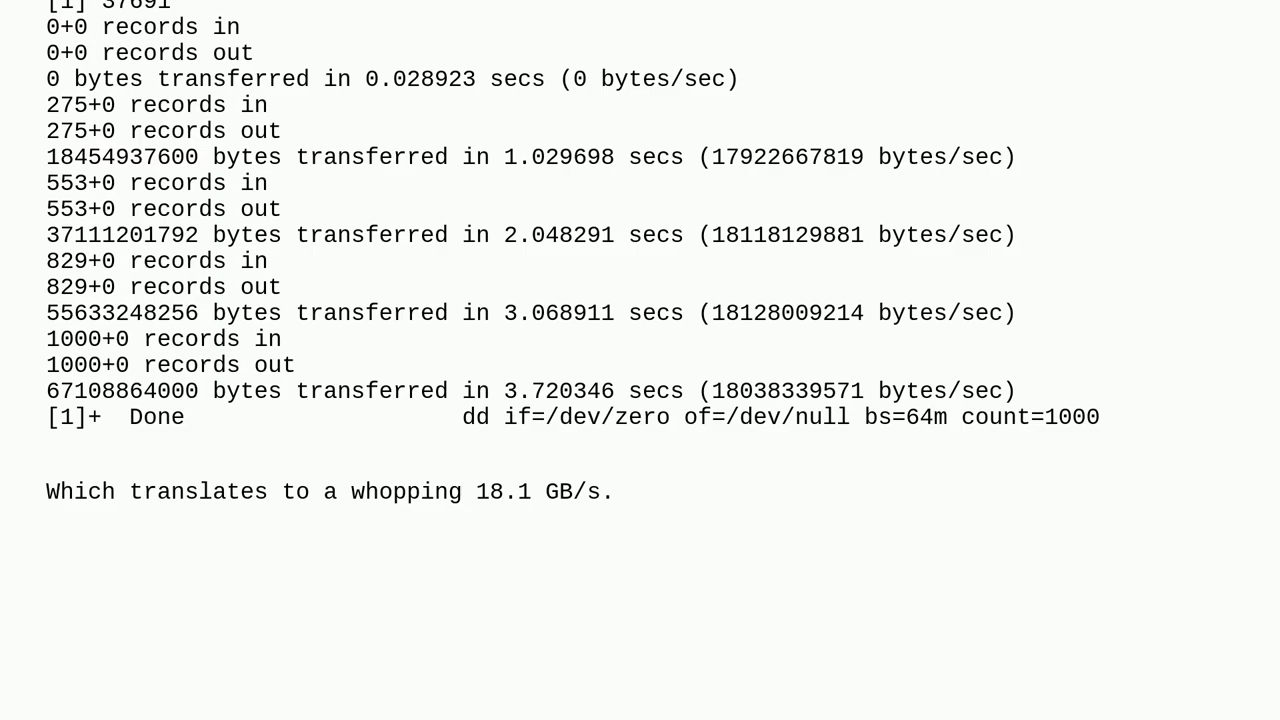 [1] 37691
0+0 records in
0+0 records out
0 bytes transferred in 0.028923 secs (0 bytes/sec)
275+0 records in
275+0 records out
18454937600 bytes transferred in 1.029698 secs (17922667819 bytes/sec)
553+0 records in
553+0 records out
37111201792 bytes transferred in 2.048291 secs (18118129881 bytes/sec)
829+0 records in
829+0 records out
55633248256 bytes transferred in 3.068911 secs (18128009214 bytes/sec)
1000+0 records in
1000+0 records out
67108864000 bytes transferred in 3.720346 secs (18038339571 bytes/sec)
[1]+  Done                    dd if=/dev/zero of=/dev/null bs=64m count=1000
Which translates to a whopping 18.1 GB/s.